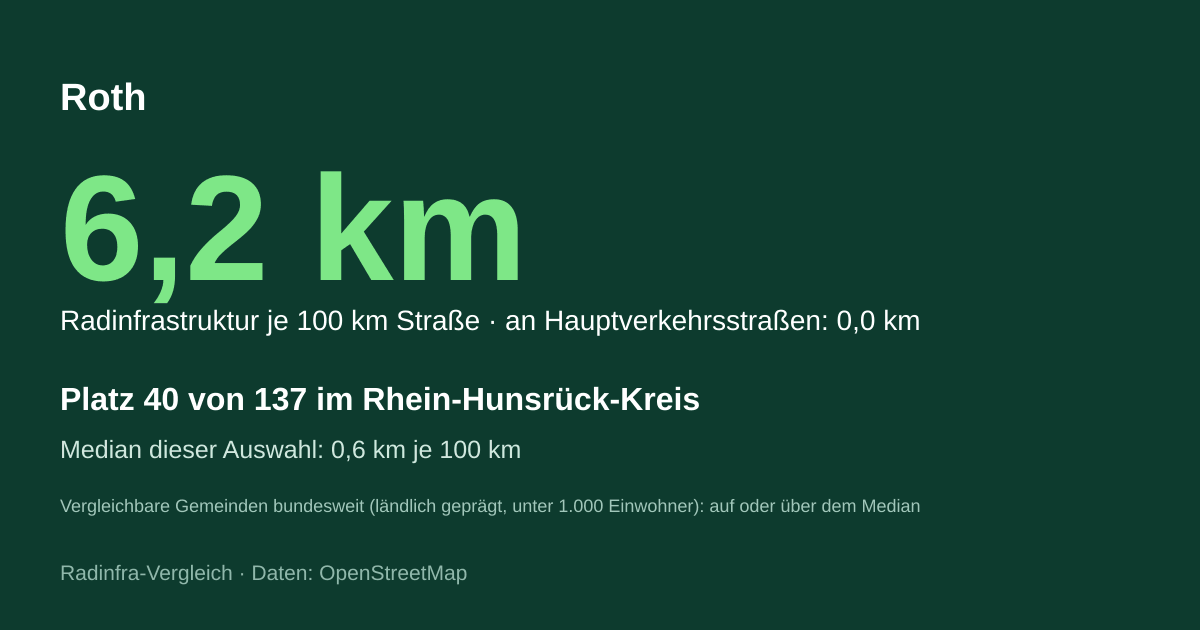 Roth
6,2 km
Radinfrastruktur je 100 km Straße · an Hauptverkehrsstraßen: 0,0 km
Platz 40 von 137 im Rhein-Hunsrück-Kreis
Median dieser Auswahl: 0,6 km je 100 km
Vergleichbare Gemeinden bundesweit (ländlich geprägt, unter 1.000 Einwohner): auf oder über dem Median
Radinfra-Vergleich · Daten: OpenStreetMap